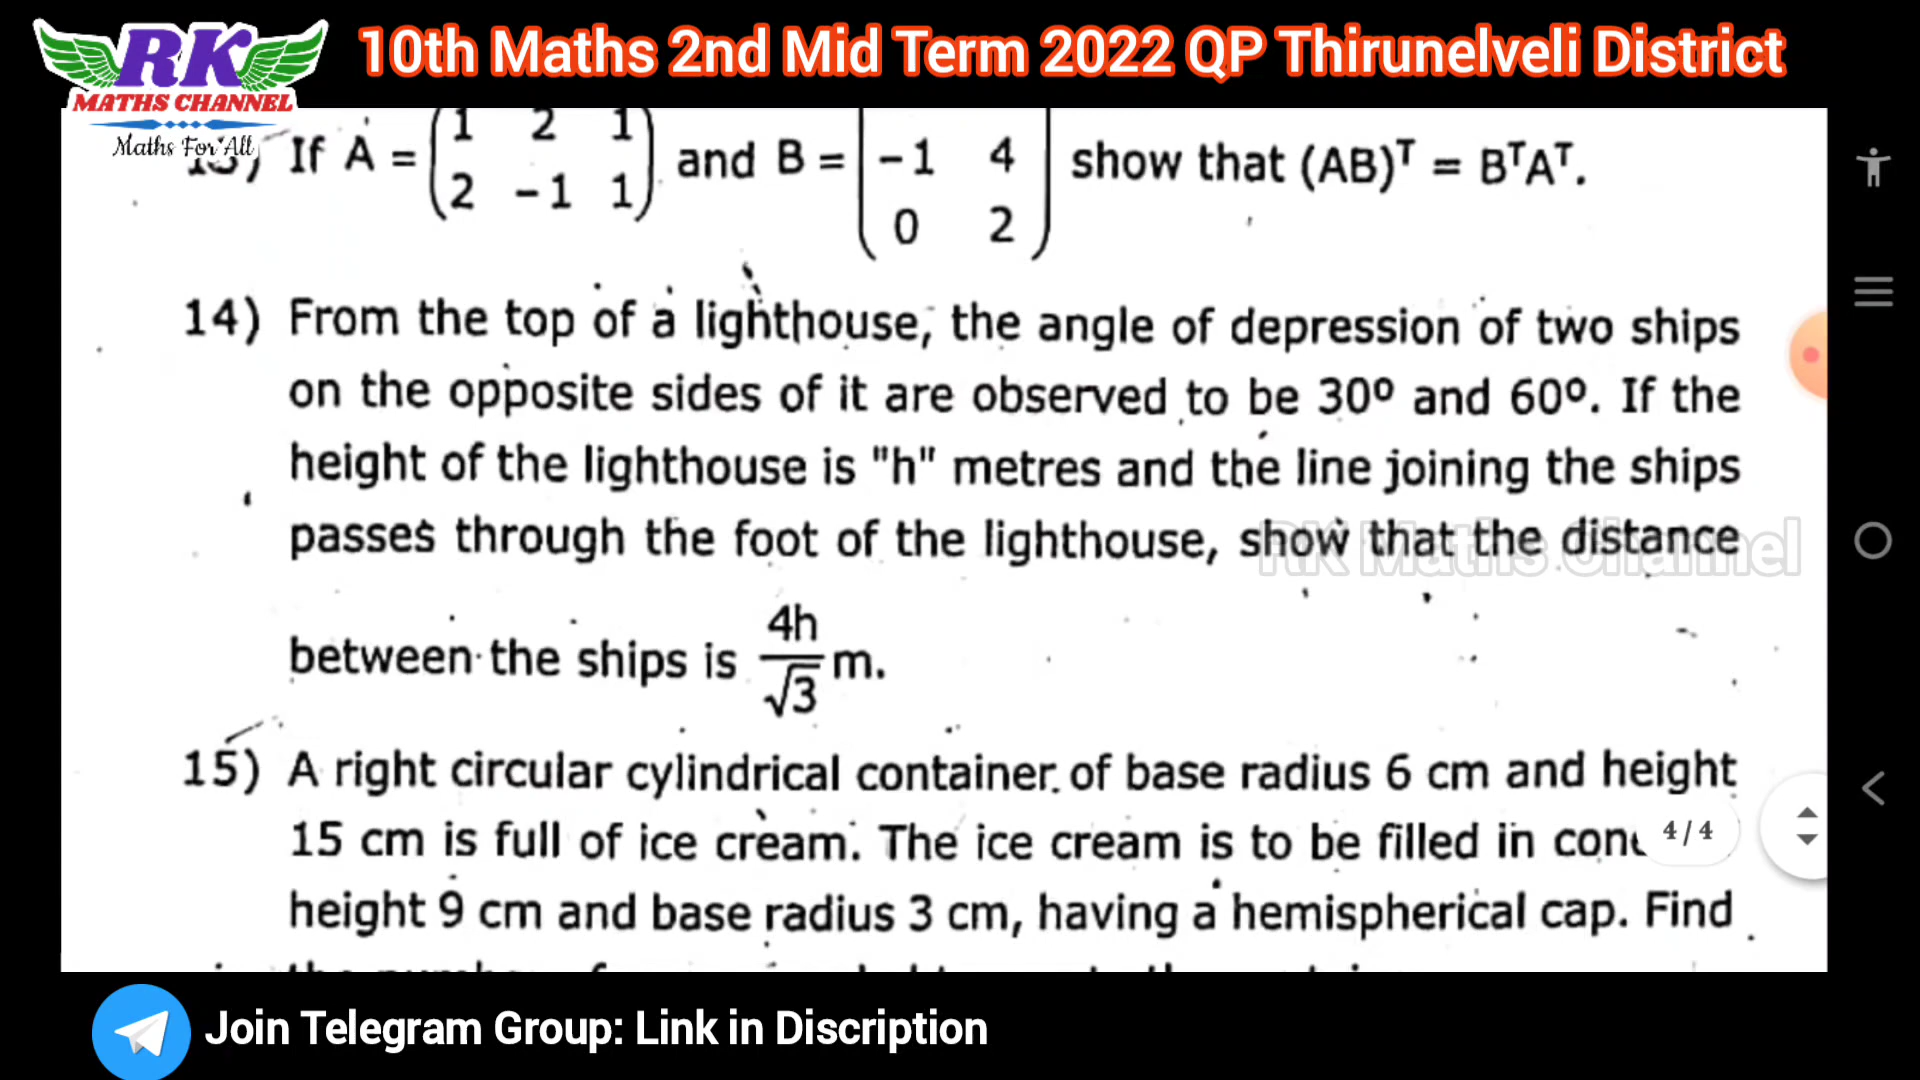 RK
MATHS CHANNEL
Maths For All
10th Maths 2nd Mid Term 2022 QP Thirunelveli District
If A = (1 2 1
2 -1 1) and B = ( -1 4
0 2 ) show that (AB)ᵀ = BᵀAᵀ.
14) From the top of a lighthouse, the angle of depression of two ships
on the opposite sides of it are observed to be 30º and 60º. If the
height of the lighthouse is "h" metres and the line joining the ships
passes through the foot of the lighthouse, show that the distance
RK Maths Channel
between the ships is 4h/√3 m.
15) A right circular cylindrical container of base radius 6 cm and height
15 cm is full of ice cream. The ice cream is to be filled in
4/4
height 9 cm and base radius 3 cm, having a hemispherical cap. Find
Join Telegram Group: Link in Discription